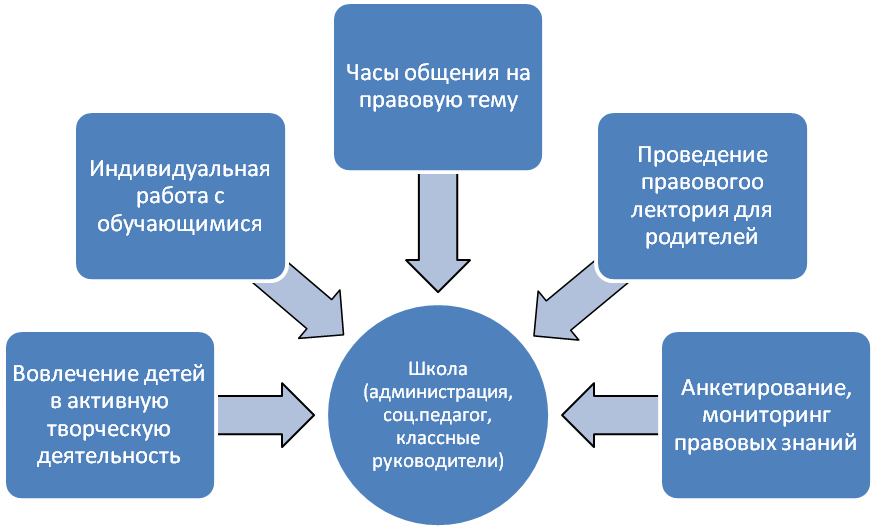 Часы общения на
правовую тему
Индивидуальная
работа с
обучающимися
Проведение
правовогоо
лектория для
родителей
Вовлечение детей
в активную
творческую
деятельность
Школа
(администрация,
соц.педагог,
классные
руководители)
Анкетирование,
мониторинг
правовых знаний